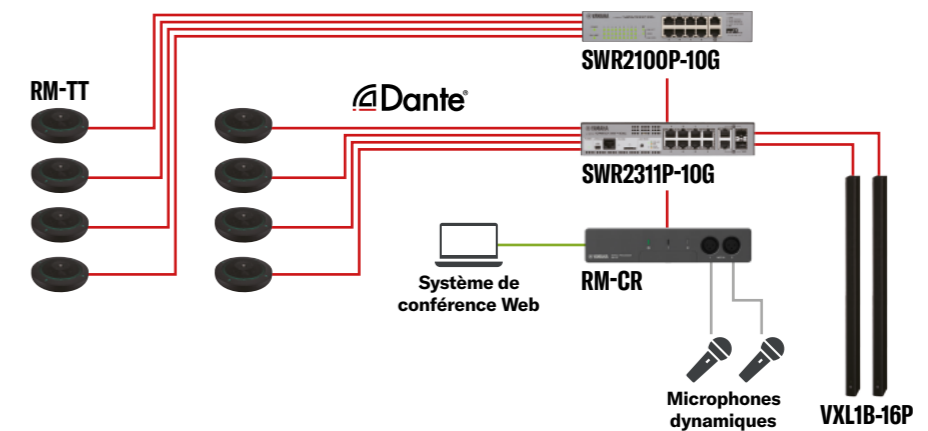 SWR2100P-10G
RM-TT
Dante®
SWR2311P-10G
Système de
conférence Web
RM-CR
Microphones
dynamiques
VXL1B-16P